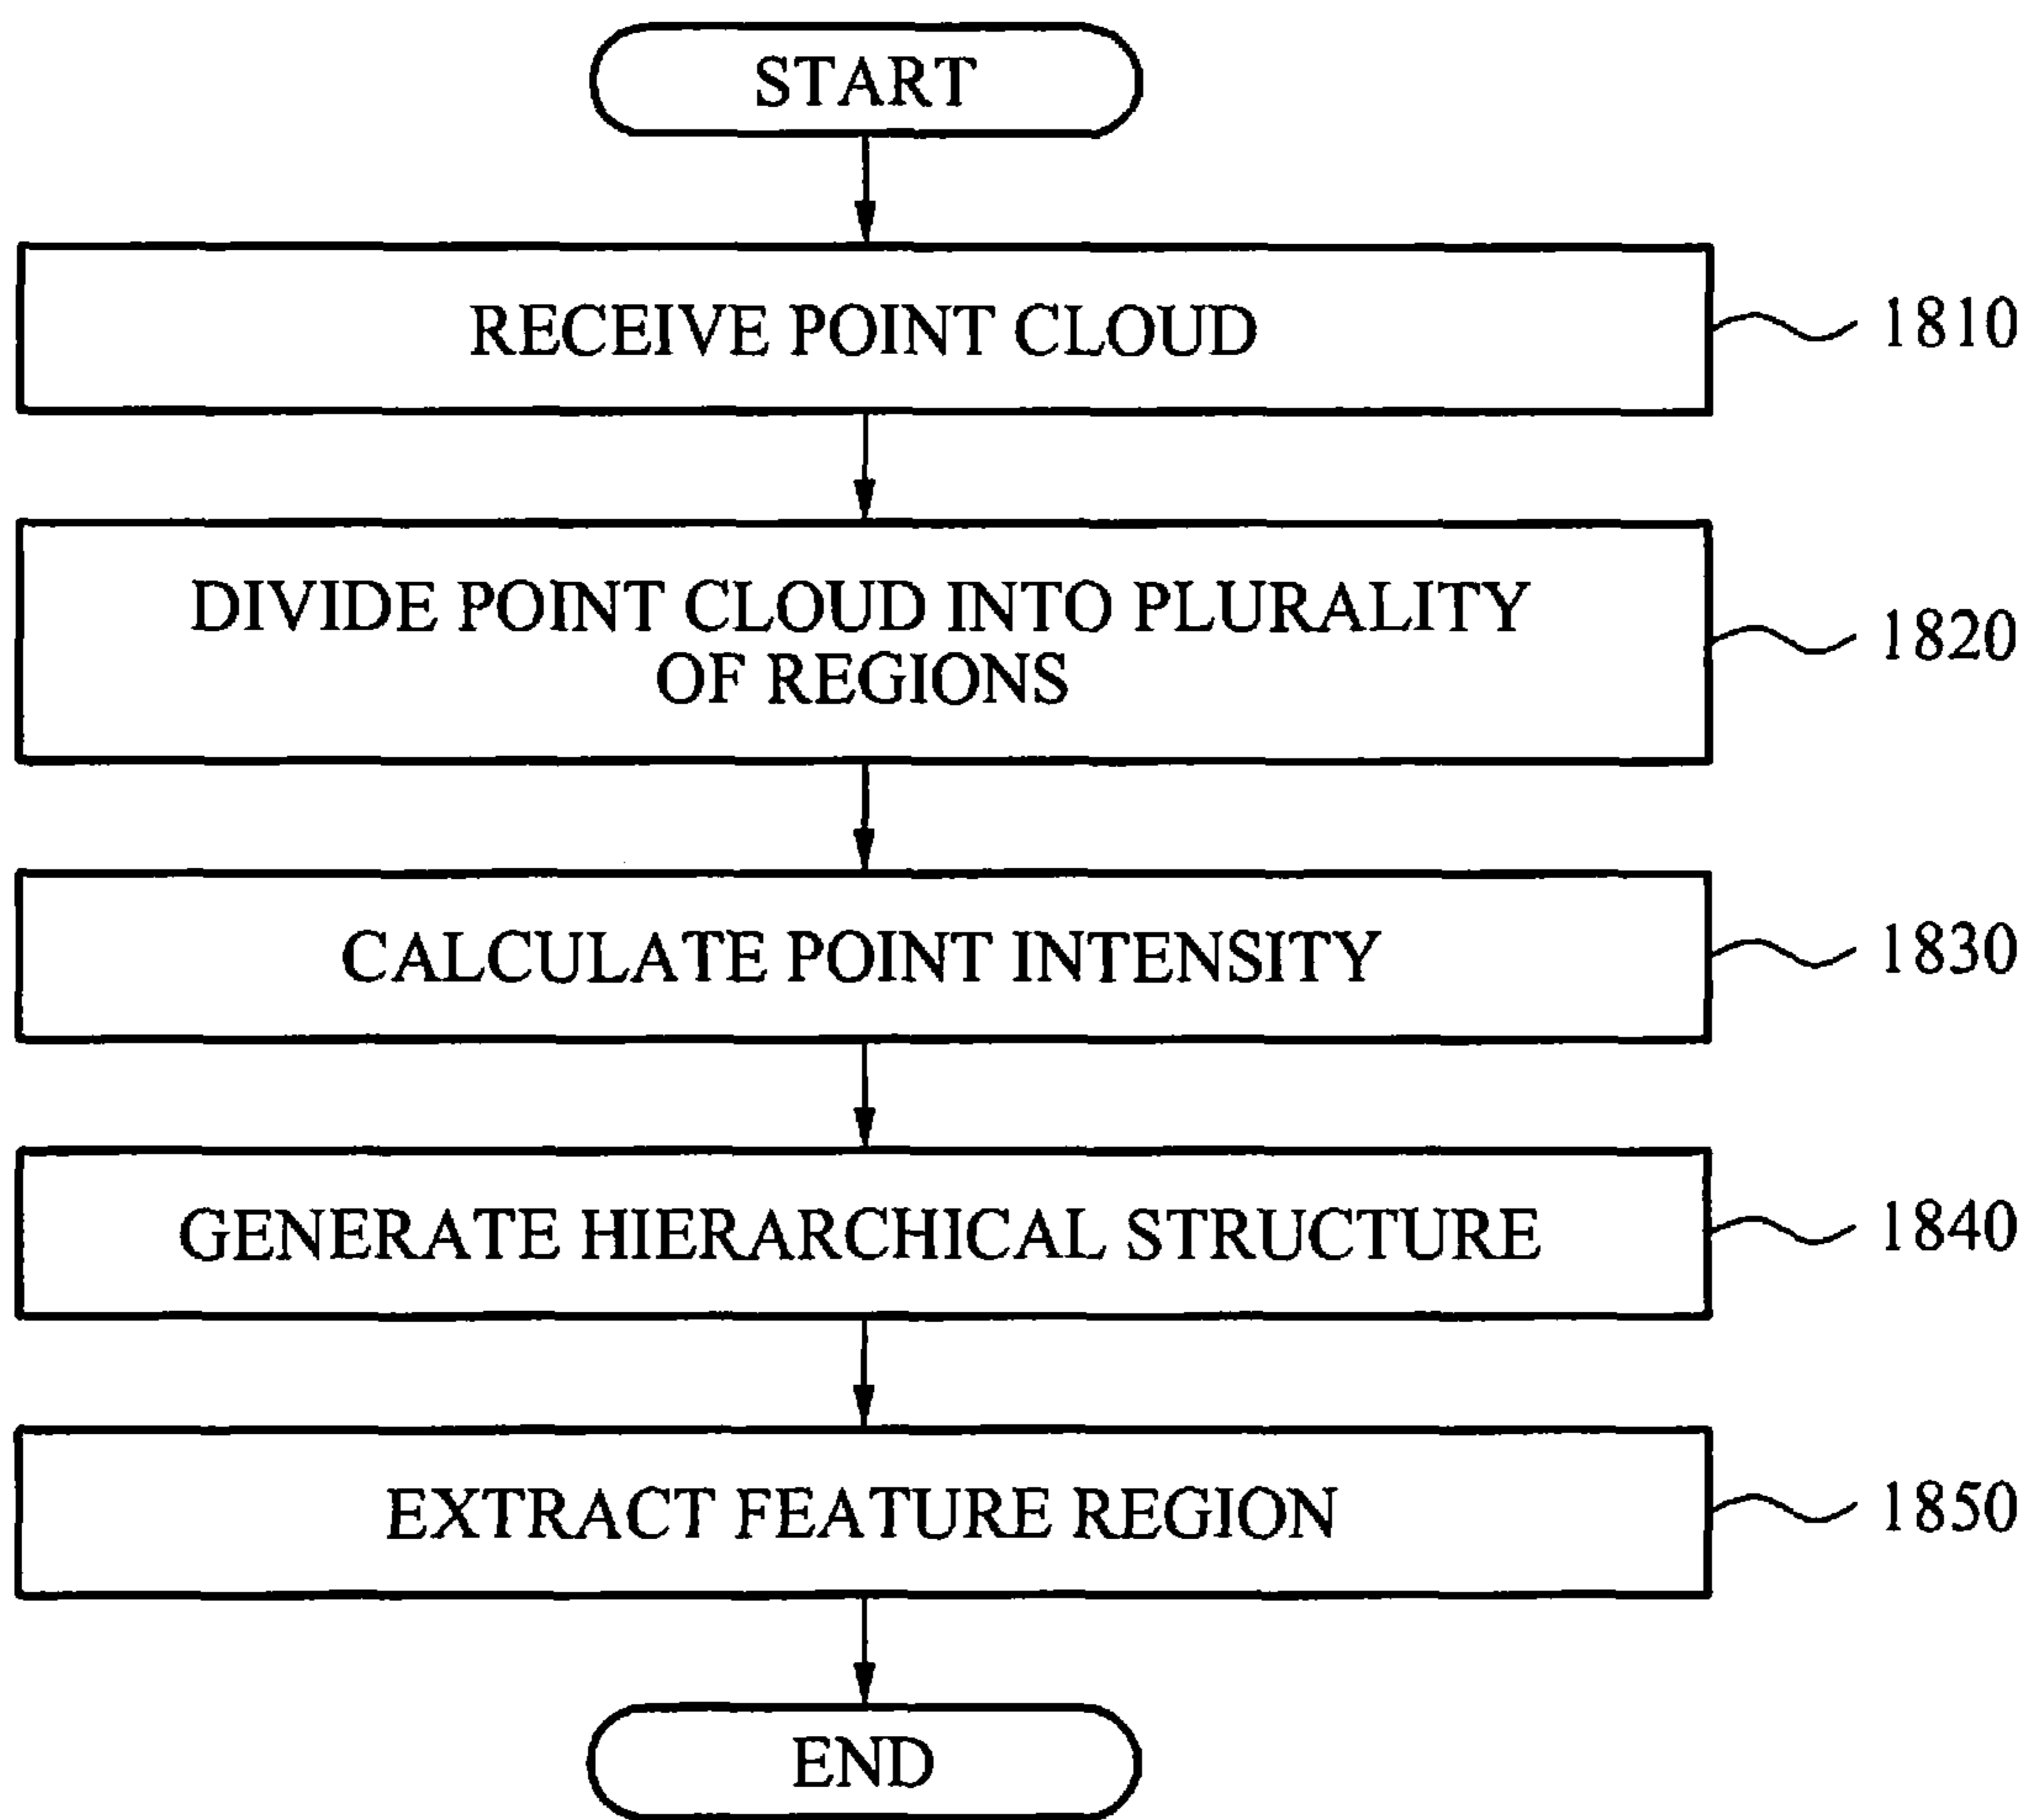 START
RECEIVE POINT CLOUD
1810
DIVIDE POINT CLOUD INTO PLURALITY
OF REGIONS
1820
CALCULATE POINT INTENSITY
1830
GENERATE HIERARCHICAL STRUCTURE
1840
EXTRACT FEATURE REGION
1850
END